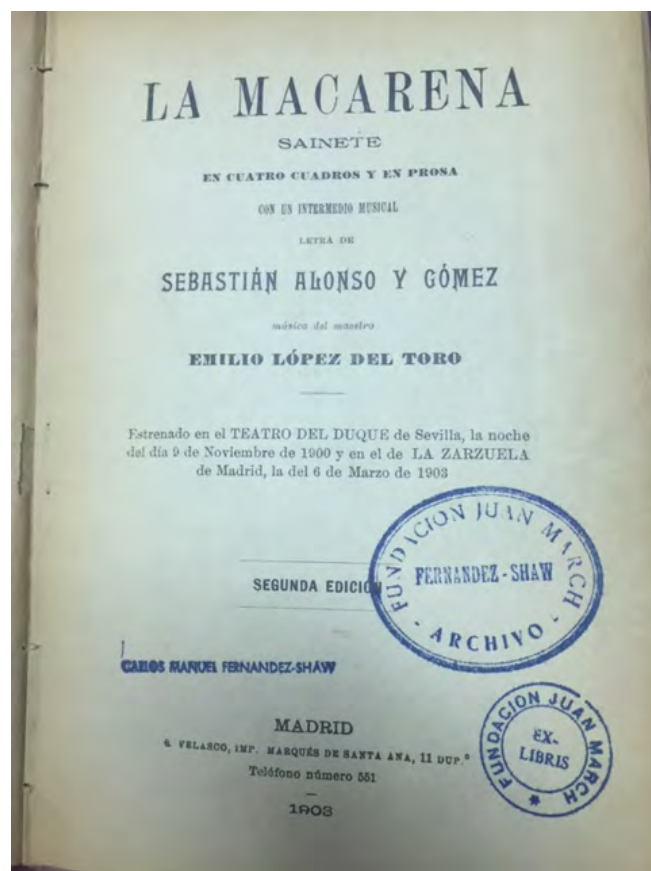 LA MACARENA
SAINETE
EN CUATRO CUADROS Y EN PROSA
CON UN INTERMEDIO MUSICAL
LETRA DE
SEBASTIÁN ALONSO Y GÓMEZ
música del maestro
EMILIO LÓPEZ DEL TORO
Estrenado en el TEATRO DEL DUQUE de Sevilla, la noche
del día 9 de Noviembre de 1900 y en el de LA ZARZUELA
de Madrid, la del 6 de Marzo de 1903
FUNDACION JUAN MARCH
FERNANDEZ-SHAW
- ARCHIVO -
SEGUNDA EDICIÓN
CARLOS MANUEL FERNANDEZ-SHAW
FUNDACION JUAN MARCH
EX-
LIBRIS
MADRID
VELASCO, IMP. MARQUÉS DE SANTA ANA, 11 DUP.º
Teléfono número 551
1903